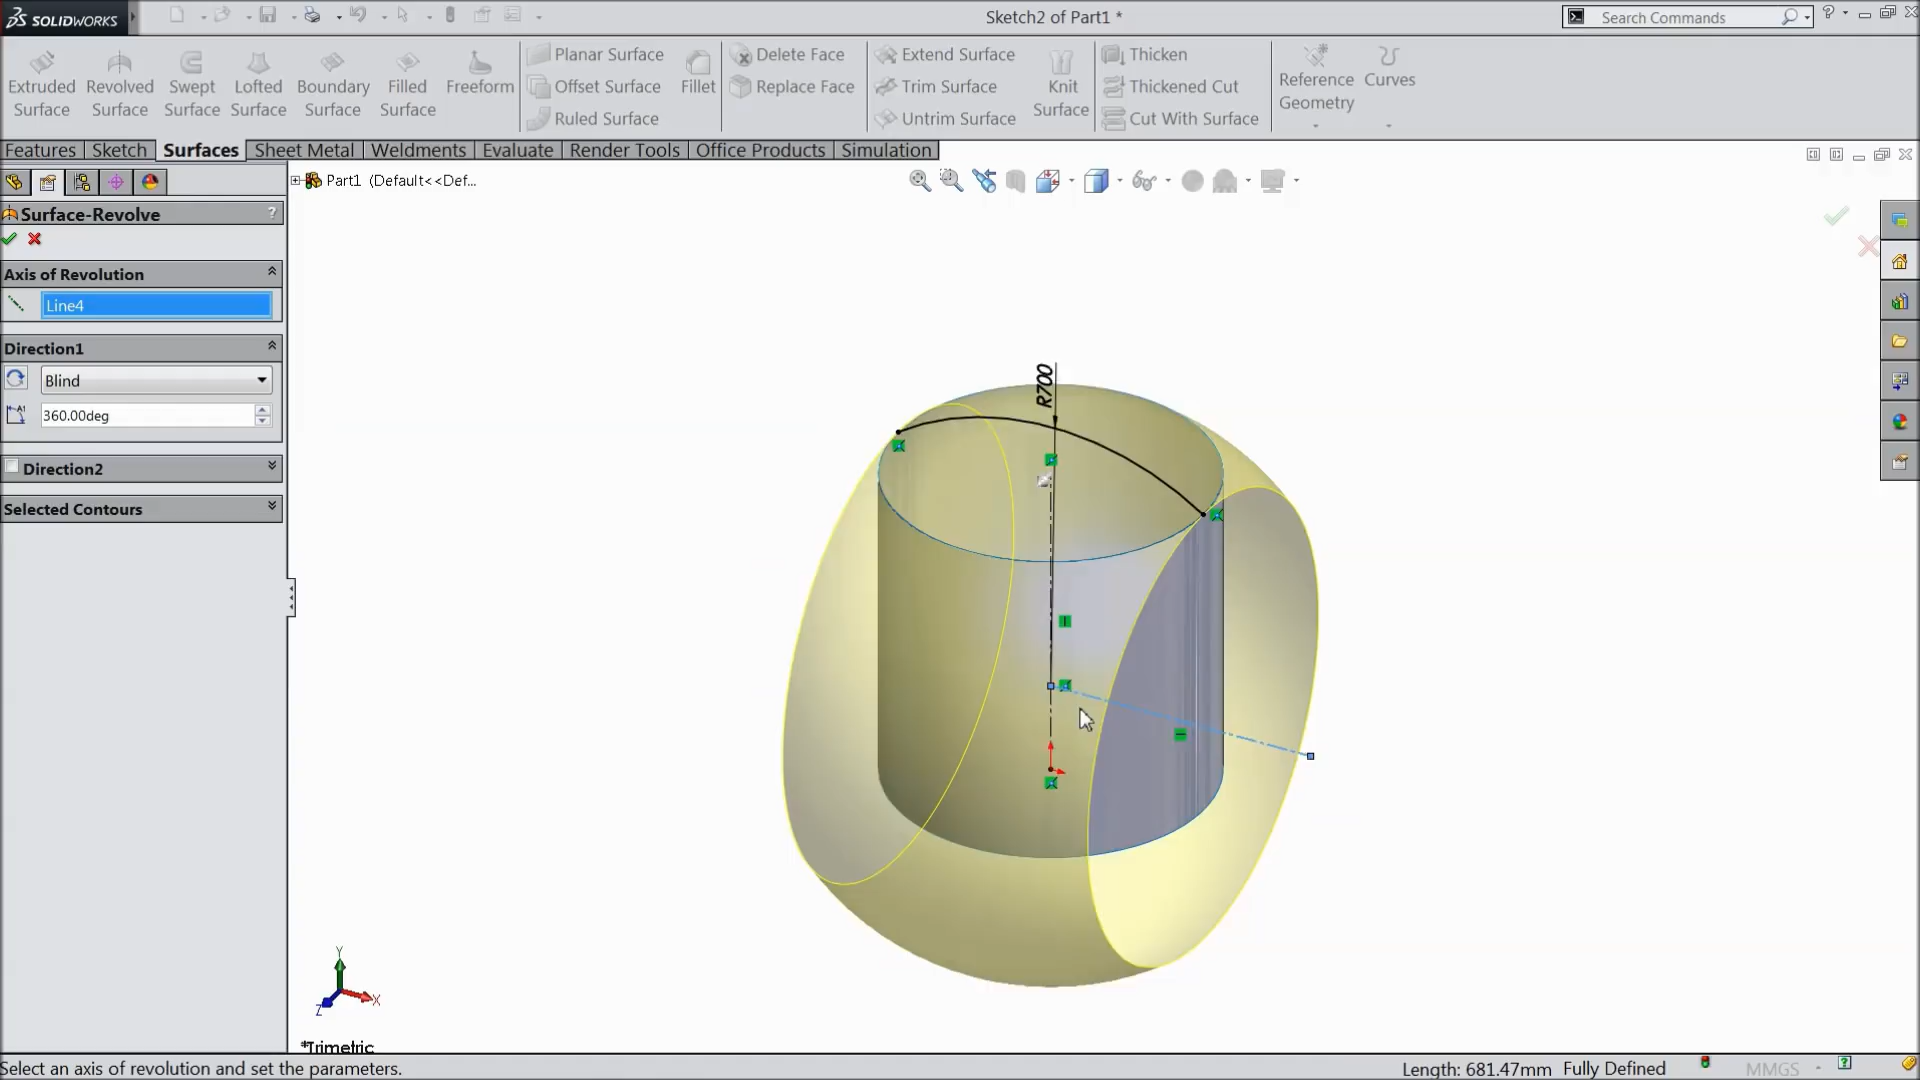 SOLIDWORKS
Sketch2 of Part1 *
Search Commands
Extruded Surface
Revolved Surface
Swept Surface
Lofted Surface
Boundary Surface
Filled Surface
Freeform
Planar Surface
Offset Surface
Ruled Surface
Fillet
Delete Face
Replace Face
Extend Surface
Trim Surface
Untrim Surface
Knit Surface
Thicken
Thickened Cut
Cut With Surface
Reference Geometry
Curves
Features
Sketch
Surfaces
Sheet Metal
Weldments
Evaluate
Render Tools
Office Products
Simulation
Part1 (Default<<Def...
Surface-Revolve
?
Axis of Revolution
Line4
Direction1
Blind
A1
360.00deg
Direction2
Selected Contours
R700
Y
X
Z
*Trimetric
Select an axis of revolution and set the parameters.
Length: 681.47mm
Fully Defined
MMGS